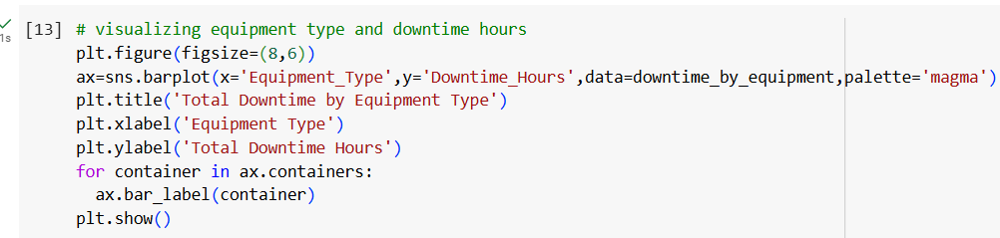 [13] # visualizing equipment type and downtime hours
1s
plt.figure(figsize=(8,6))
ax=sns.barplot(x='Equipment_Type',y='Downtime_Hours',data=downtime_by_equipment,palette='magma')
plt.title('Total Downtime by Equipment Type')
plt.xlabel('Equipment Type')
plt.ylabel('Total Downtime Hours')
for container in ax.containers:
  ax.bar_label(container)
plt.show()